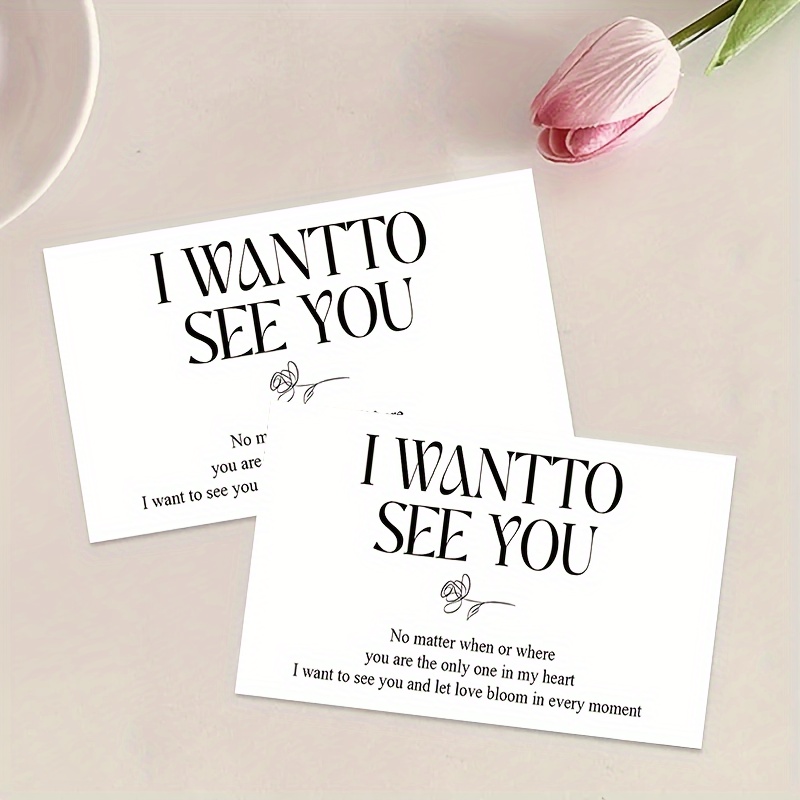 I WANTTO
SEE YOU
No
you are
I want to see you
I WANTTO
SEE YOU
No matter when or where
you are the only one in my heart
I want to see you and let love bloom in every moment